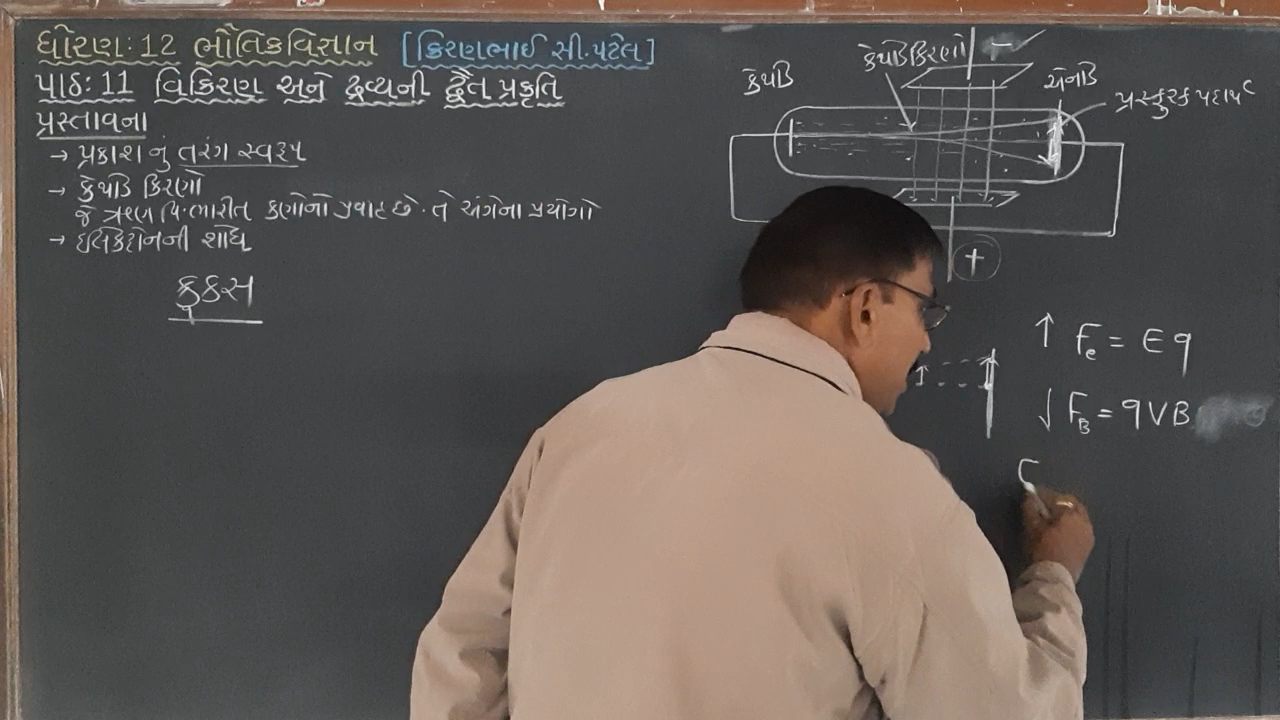 ધોરણ: 12 ભૌતિકવિજ્ઞાન [કિરણભાઈ સી. પટેલ]
પાઠ: 11 વિકિરણ અને દ્રવ્યની દ્વૈત પ્રકૃતિ
પ્રસ્તાવના
→ પ્રકાશનું તરંગ સ્વરૂપ
→ કેથોડ કિરણો
જે ઋણ વિ.ભારીત કણોનો પ્રવાહ છે. તે અંગેના પ્રયોગો
→ ઇલેક્ટ્રોનની શોધ
ક્રુક્સ
કેથોડ
કેથોડ કિરણો
−
એનોડ
પ્રસ્ફુરક પદાર્થ
+
↑ Fe = Eq
↓ FB = qVB